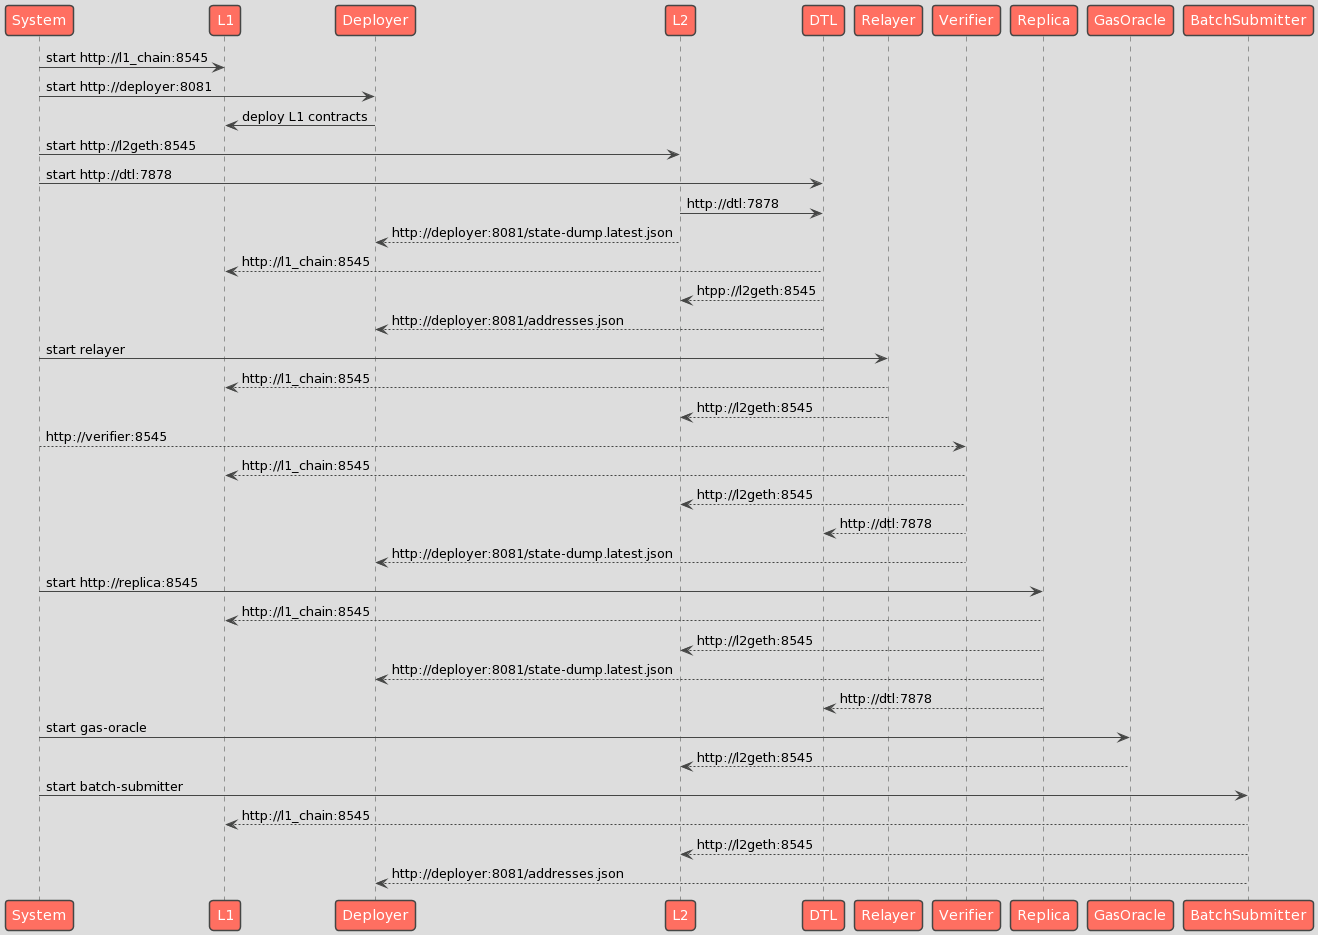 System L1 Deployer L2 DTL Relayer Verifier Replica GasOracle BatchSubmitter
start http://l1_chain:8545
start http://deployer:8081
deploy L1 contracts
start http://l2geth:8545
start http://dtl:7878
http://dtl:7878
http://deployer:8081/state-dump.latest.json
http://l1_chain:8545
htpp://l2geth:8545
http://deployer:8081/addresses.json
start relayer
http://l1_chain:8545
http://l2geth:8545
http://verifier:8545
http://l1_chain:8545
http://l2geth:8545
http://dtl:7878
http://deployer:8081/state-dump.latest.json
start http://replica:8545
http://l1_chain:8545
http://l2geth:8545
http://deployer:8081/state-dump.latest.json
http://dtl:7878
start gas-oracle
http://l2geth:8545
start batch-submitter
http://l1_chain:8545
http://l2geth:8545
http://deployer:8081/addresses.json
System L1 Deployer L2 DTL Relayer Verifier Replica GasOracle BatchSubmitter